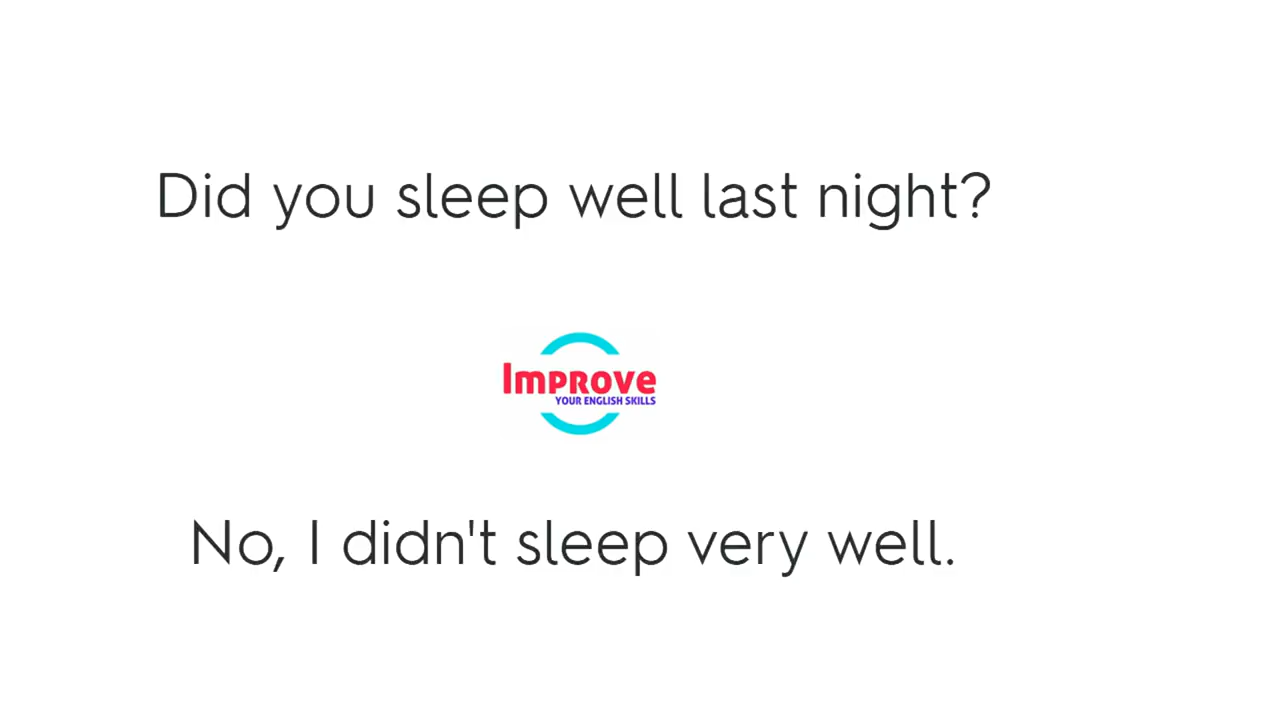 Did you sleep well last night?
Improve
YOUR ENGLISH SKILLS
No, I didn't sleep very well.